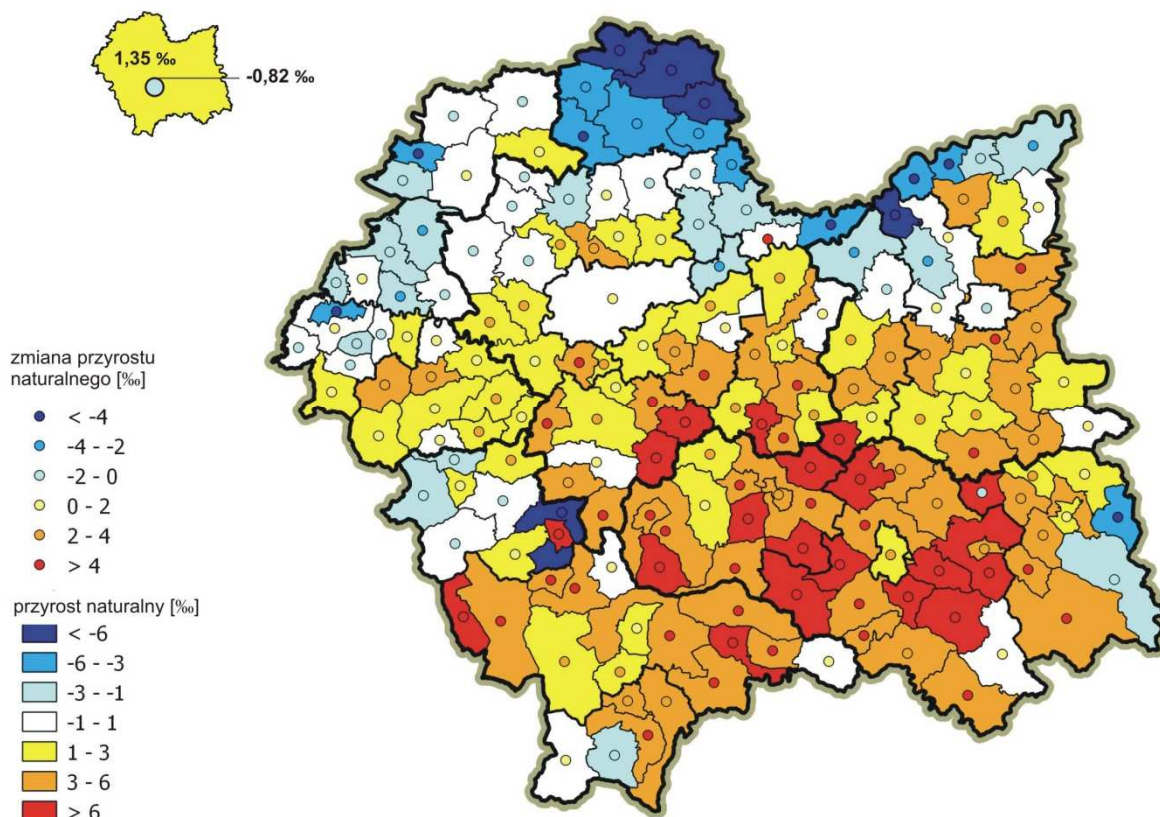 1,35 ‰
-0,82 ‰
zmiana przyrostu
naturalnego [‰]
< -4
-4 - -2
-2 - 0
0 - 2
2 - 4
> 4
przyrost naturalny [‰]
< -6
-6 - -3
-3 - -1
-1 - 1
1 - 3
3 - 6
> 6